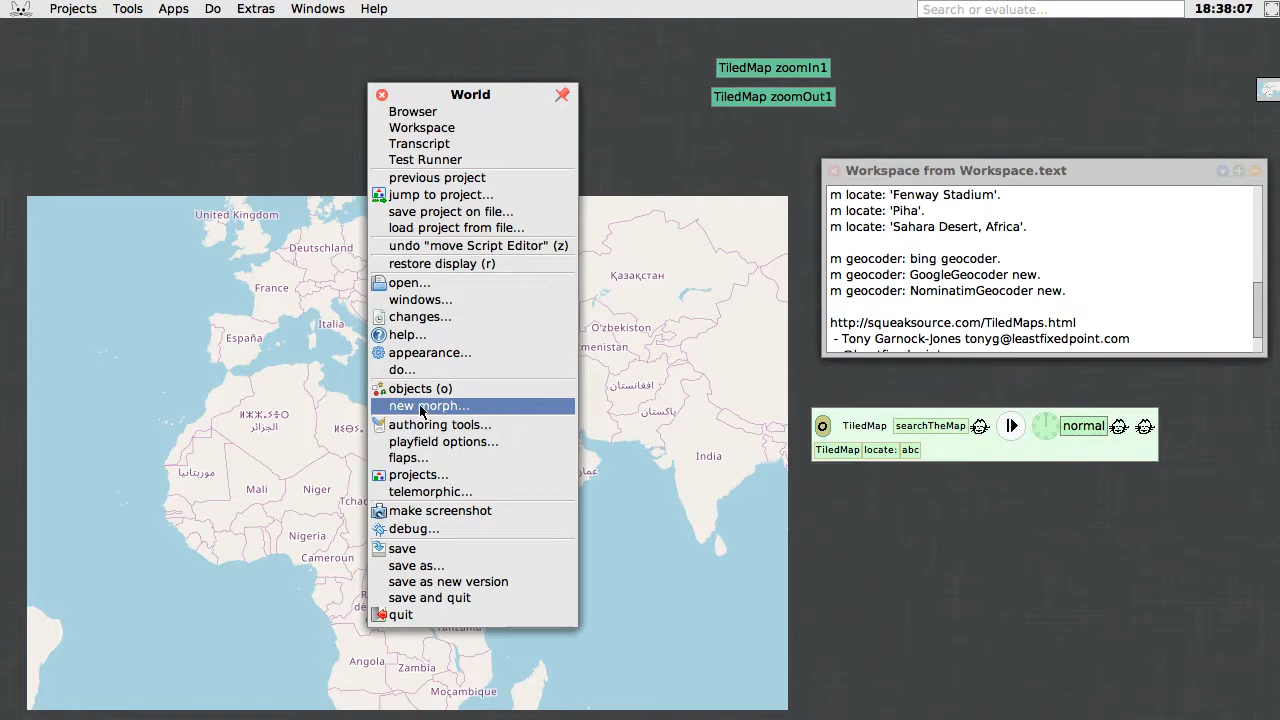 Projects Tools Apps Do Extras Windows Help Search or evaluate... 18:38:07
TiledMap zoomIn1
TiledMap zoomOut1
World
Browser
Workspace
Transcript
Test Runner
previous project
jump to project...
save project on file...
load project from file...
undo "move Script Editor" (z)
restore display (r)
open...
windows...
changes...
help...
appearance...
do...
objects (o)
new morph...
authoring tools...
playfield options...
flaps...
projects...
telemorphic...
make screenshot
debug...
save
save as...
save as new version
save and quit
quit
United Kingdom
Deutschland
France
Italia
España
موريتانيا
Mali
Niger
Nigeria
Cameroun
Angola
Zambia
Moçambique
Қазақстан
Oʻzbekiston
افغانستان
پاکستان
India
الجزائر
Workspace from Workspace.text
m locate: 'Fenway Stadium'.
m locate: 'Piha'.
m locate: 'Sahara Desert, Africa'.
m geocoder: bing geocoder.
m geocoder: GoogleGeocoder new.
m geocoder: NominatimGeocoder new.
http://squeaksource.com/TiledMaps.html
- Tony Garnock-Jones tonyg@leastfixedpoint.com
TiledMap searchTheMap normal
TiledMap locate: abc